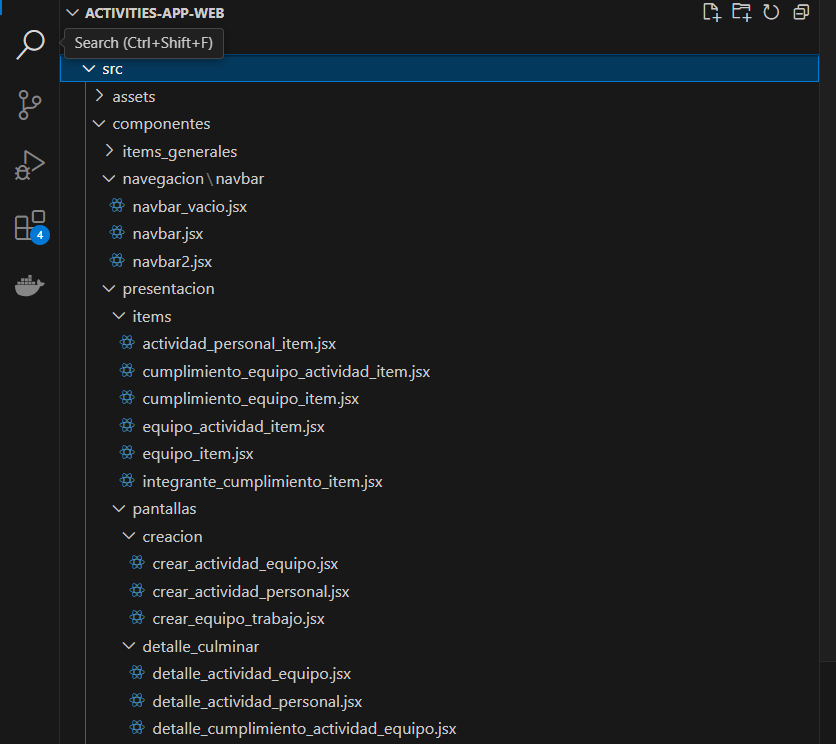 ACTIVITIES-APP-WEB
Search (Ctrl+Shift+F)
src
assets
componentes
items_generales
navegacion\navbar
navbar_vacio.jsx
navbar.jsx
navbar2.jsx
presentacion
items
actividad_personal_item.jsx
cumplimiento_equipo_actividad_item.jsx
cumplimiento_equipo_item.jsx
equipo_actividad_item.jsx
equipo_item.jsx
integrante_cumplimiento_item.jsx
pantallas
creacion
crear_actividad_equipo.jsx
crear_actividad_personal.jsx
crear_equipo_trabajo.jsx
detalle_culminar
detalle_actividad_equipo.jsx
detalle_actividad_personal.jsx
detalle_cumplimiento_actividad_equipo.jsx
4